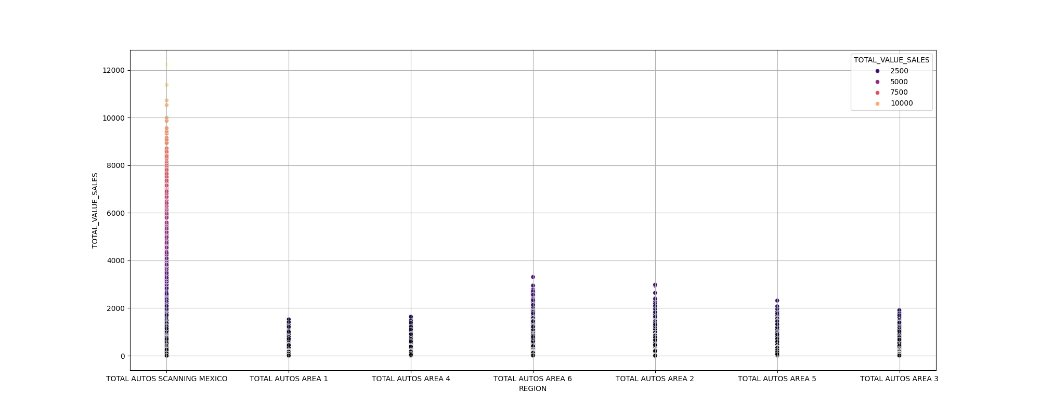 TOTAL_VALUE_SALES
2500
5000
7500
10000
12000
10000
8000
6000
4000
2000
0
TOTAL_VALUE_SALES
TOTAL AUTOS SCANNING MEXICO TOTAL AUTOS AREA 1 TOTAL AUTOS AREA 4 TOTAL AUTOS AREA 6 TOTAL AUTOS AREA 2 TOTAL AUTOS AREA 5 TOTAL AUTOS AREA 3
REGION